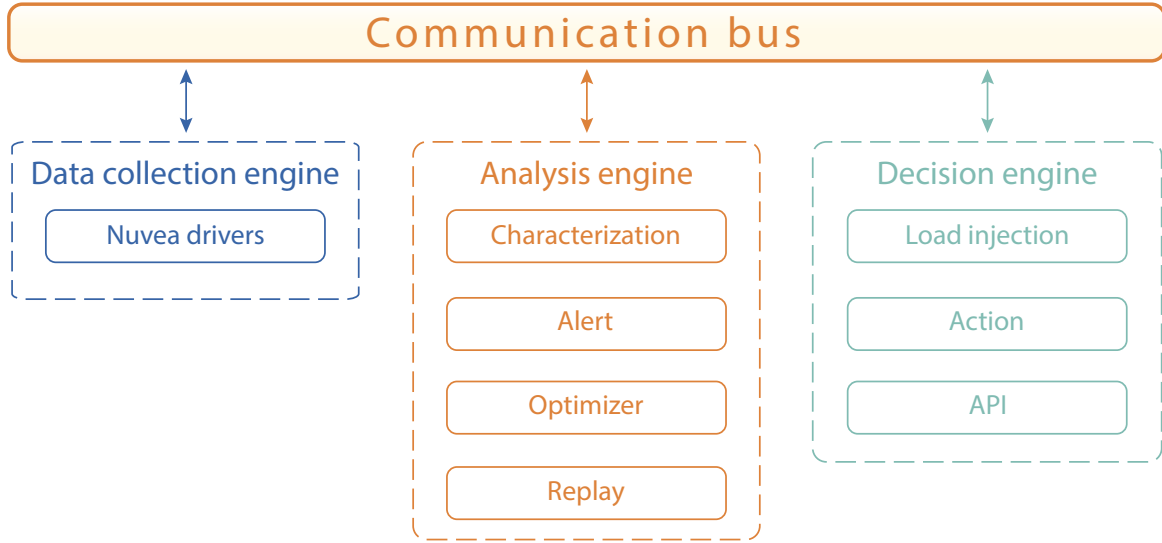 Communication bus
Data collection engine
Nuvea drivers
Analysis engine
Characterization
Alert
Optimizer
Replay
Decision engine
Load injection
Action
API